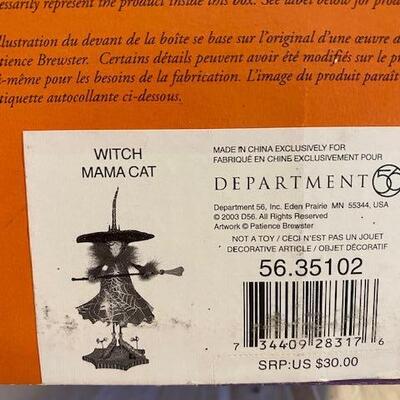 essarily represent the product inside this box. See label below for produ
illustration du devant de la boîte se base sur l'original d'une œuvre d
Patience Brewster. Certains détails peuvent avoir été modifiés sur le pr
i-même pour les besoins de la fabrication. L'image du produit paraît
étiquette autocollante ci-dessous.
WITCH
MAMA CAT
MADE IN CHINA EXCLUSIVELY FOR
FABRIQUÉ EN CHINE EXCLUSIVEMENT POUR
DEPARTMENT 56
Department 56, Inc. Eden Prairie MN 55344, USA
© 2003 D56. All Rights Reserved
Artwork © Patience Brewster
NOT A TOY / CECI N'EST PAS UN JOUET
DECORATIVE ARTICLE / OBJET DÉCORATIF
56.35102
7 34409 28317 6
SRP:US $30.00